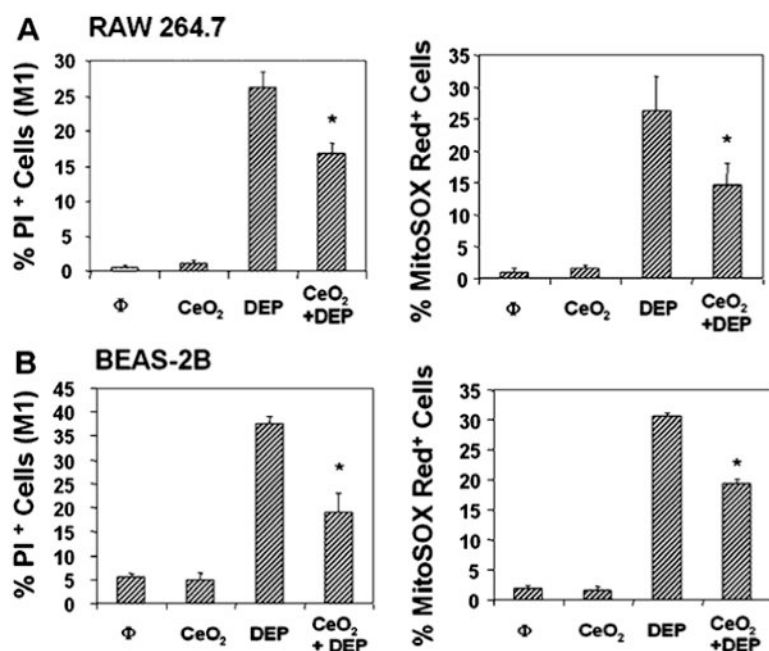 A RAW 264.7
% PI + Cells (M1)
30
25
20
15
10
5
0
*
Φ CeO₂ DEP CeO₂
+DEP
% MitoSOX Red⁺ Cells
35
30
25
20
15
10
5
0
*
Φ CeO₂ DEP CeO₂
+DEP
B BEAS-2B
% PI + Cells (M1)
45
40
35
30
25
20
15
10
5
0
*
Φ CeO₂ DEP CeO₂
+ DEP
% MitoSOX Red⁺ Cells
35
30
25
20
15
10
5
0
*
Φ CeO₂ DEP CeO₂
+DEP